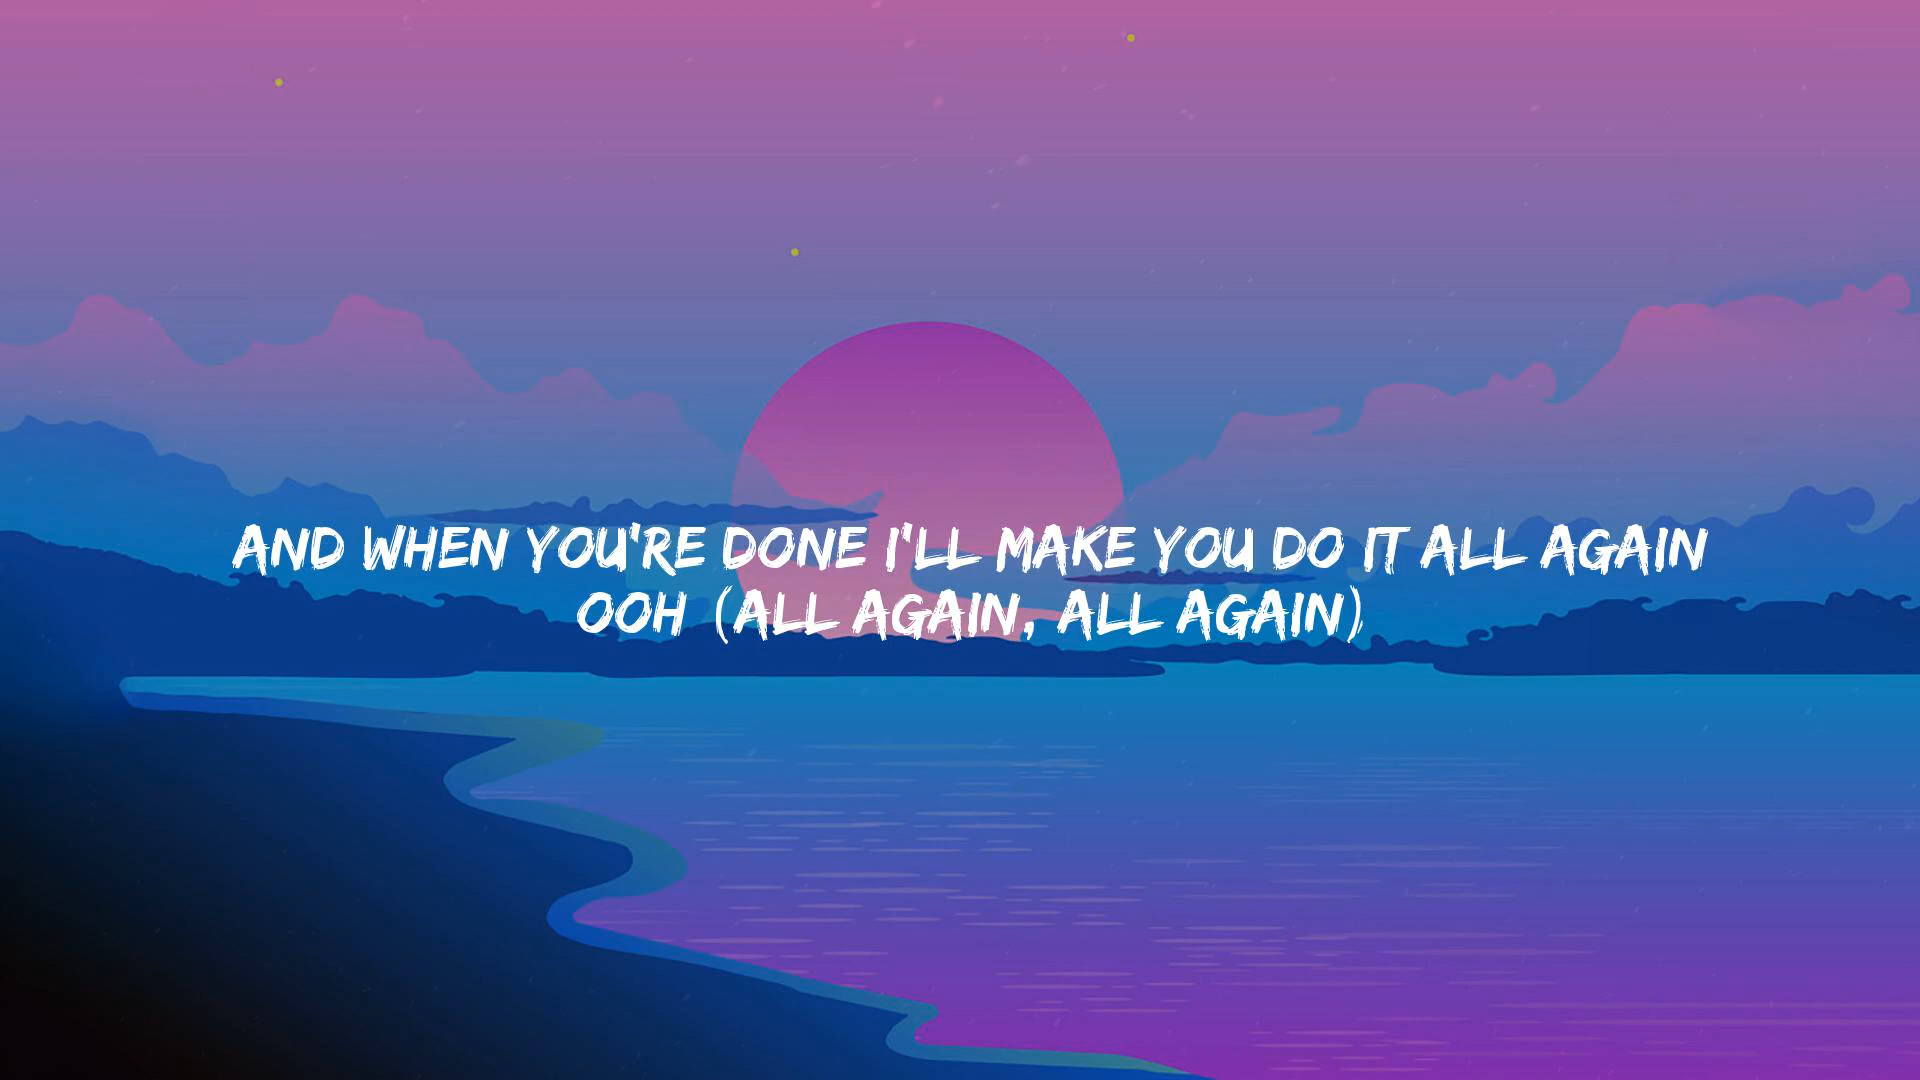 AND WHEN YOU'RE DONE I'LL MAKE YOU DO IT ALL AGAIN
OOH (ALL AGAIN, ALL AGAIN)